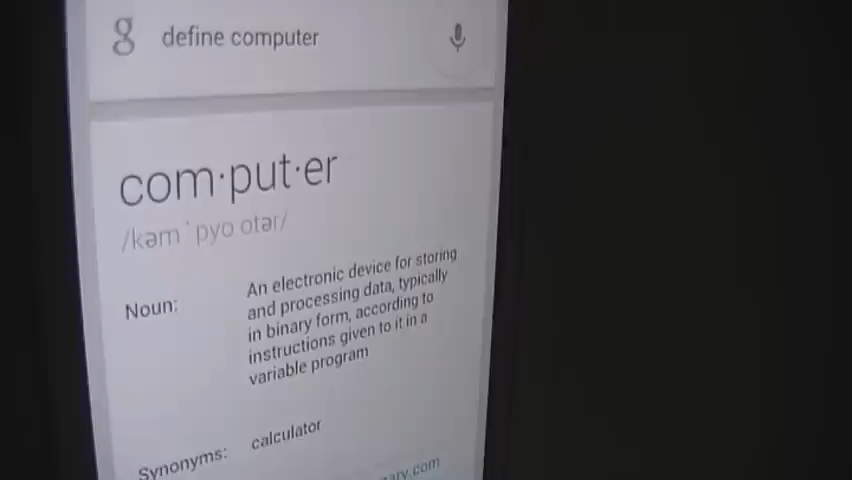 g define computer
com·put·er
/kəm ˈpyo otər/
Noun: An electronic device for storing
and processing data, typically
in binary form, according to
instructions given to it in a
variable program
Synonyms: calculator